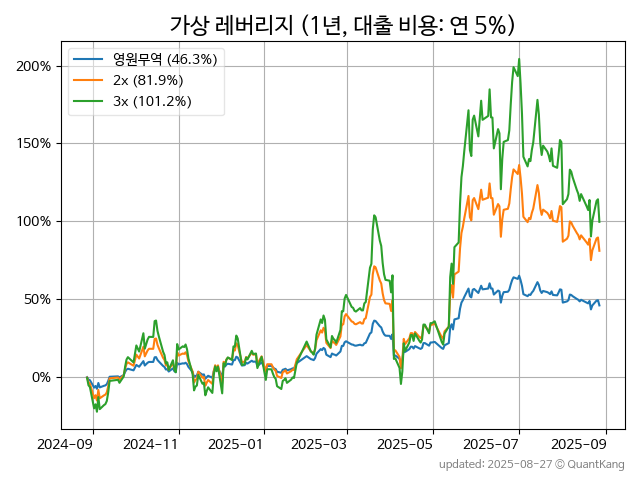 가상 레버리지 (1년, 대출 비용: 연 5%)
영원무역 (46.3%)
2x (81.9%)
3x (101.2%)
200%
150%
100%
50%
0%
2024-09 2024-11 2025-01 2025-03 2025-05 2025-07 2025-09
updated: 2025-08-27 © QuantKang